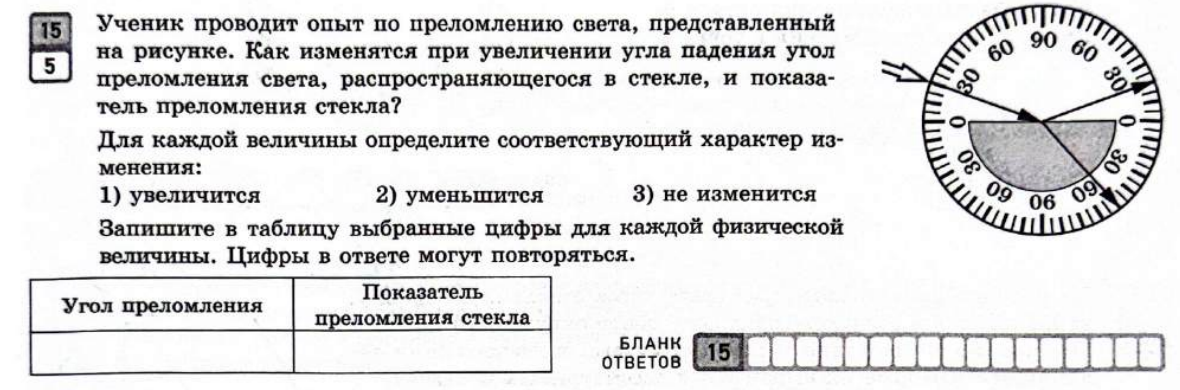 15
5
Ученик проводит опыт по преломлению света, представленный
на рисунке. Как изменятся при увеличении угла падения угол
преломления света, распространяющегося в стекле, и показа-
тель преломления стекла?
Для каждой величины определите соответствующий характер из-
менения:
1) увеличится 2) уменьшится 3) не изменится
Запишите в таблицу выбранные цифры для каждой физической
величины. Цифры в ответе могут повторяться.
Угол преломления
Показатель
преломления стекла
60 90 60
30 30
0 0
30 30
60 90 60
БЛАНК
ОТВЕТОВ
15